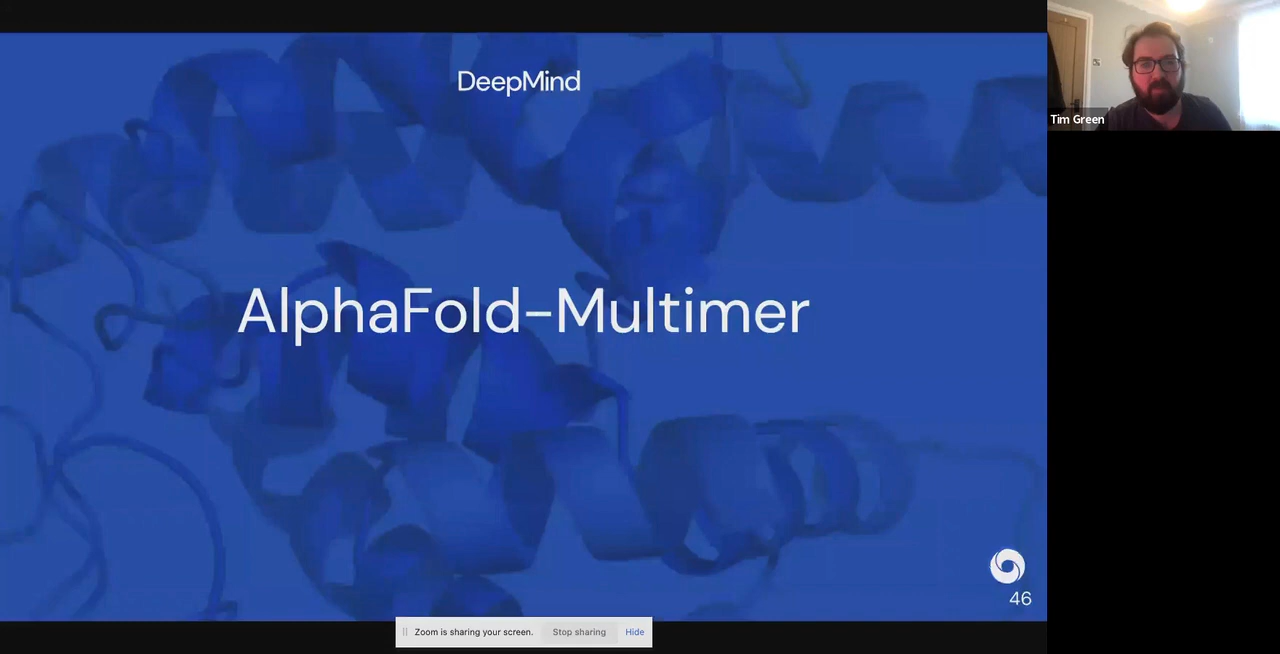 DeepMind
Tim Green
AlphaFold-Multimer
46
Zoom is sharing your screen. Stop sharing Hide